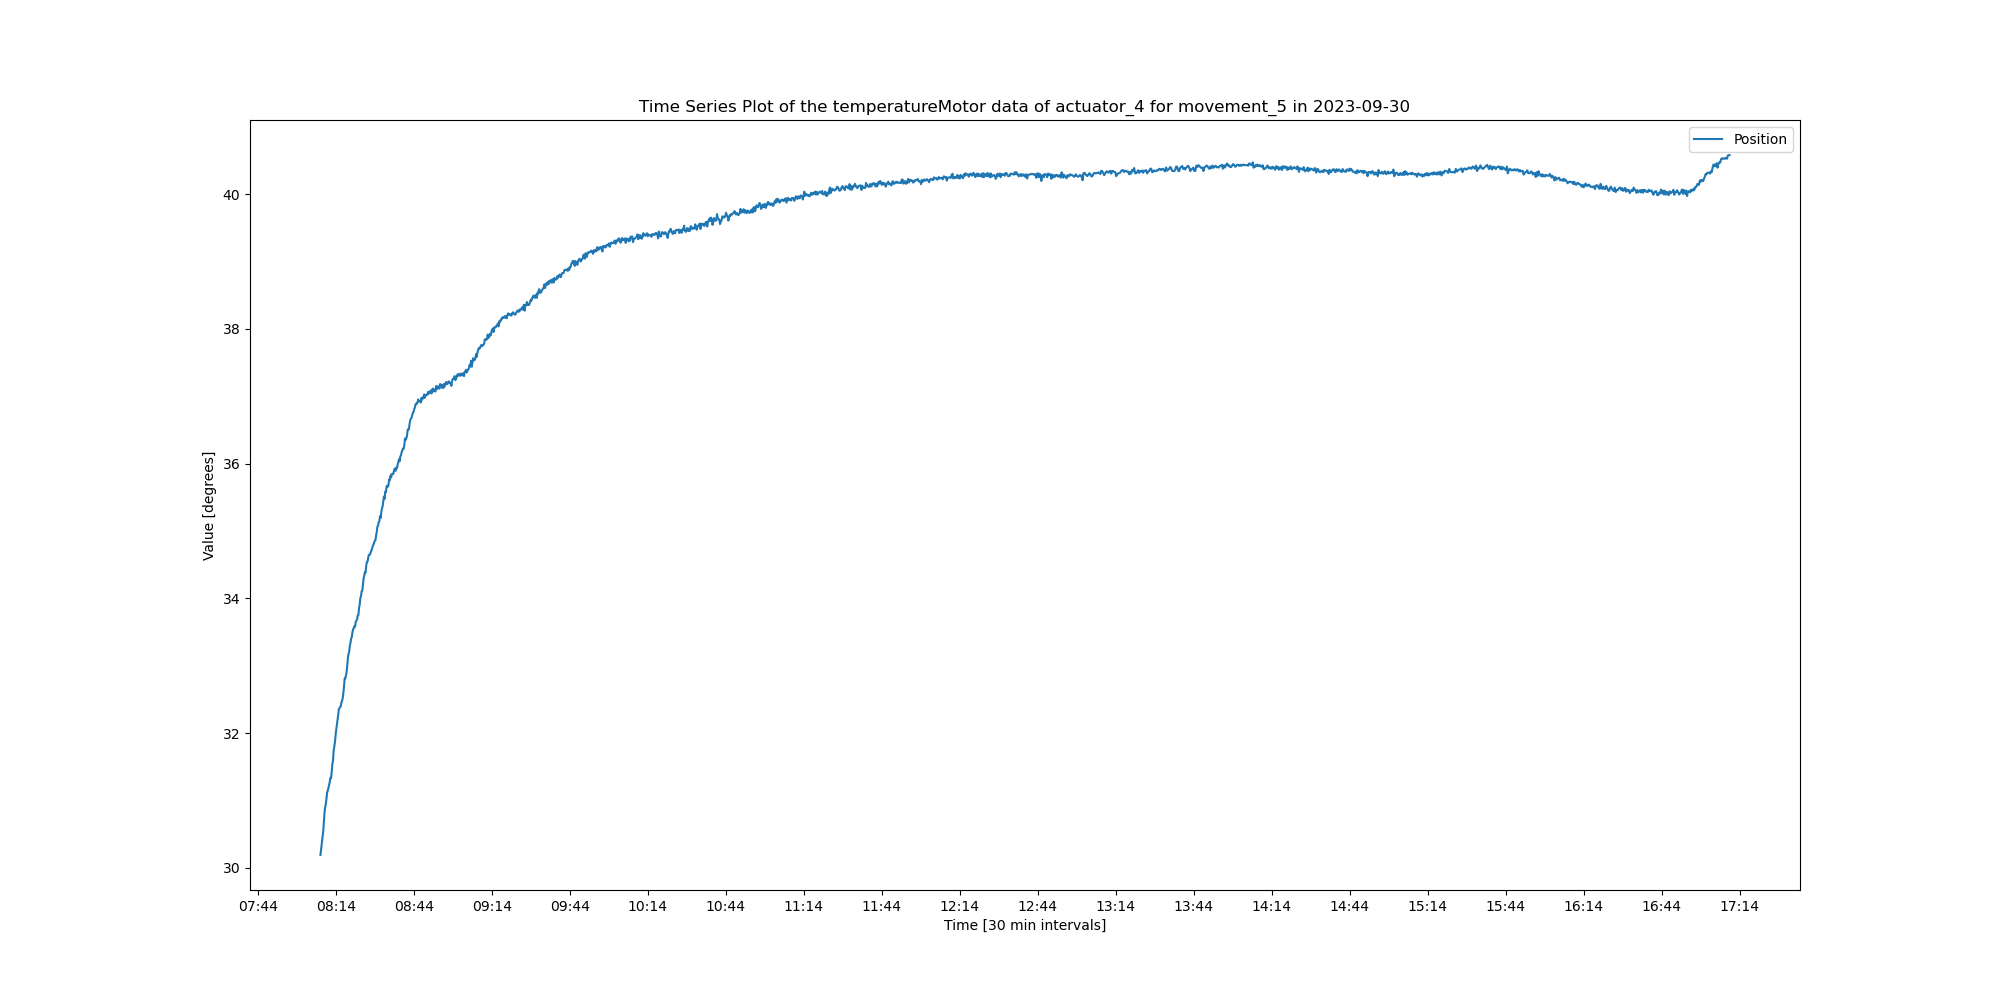 Time Series Plot of the temperatureMotor data of actuator_4 for movement_5 in 2023-09-30
Position
40
38
36
34
32
30
Value [degrees]
07:44 08:14 08:44 09:14 09:44 10:14 10:44 11:14 11:44 12:14 12:44 13:14 13:44 14:14 14:44 15:14 15:44 16:14 16:44 17:14
Time [30 min intervals]